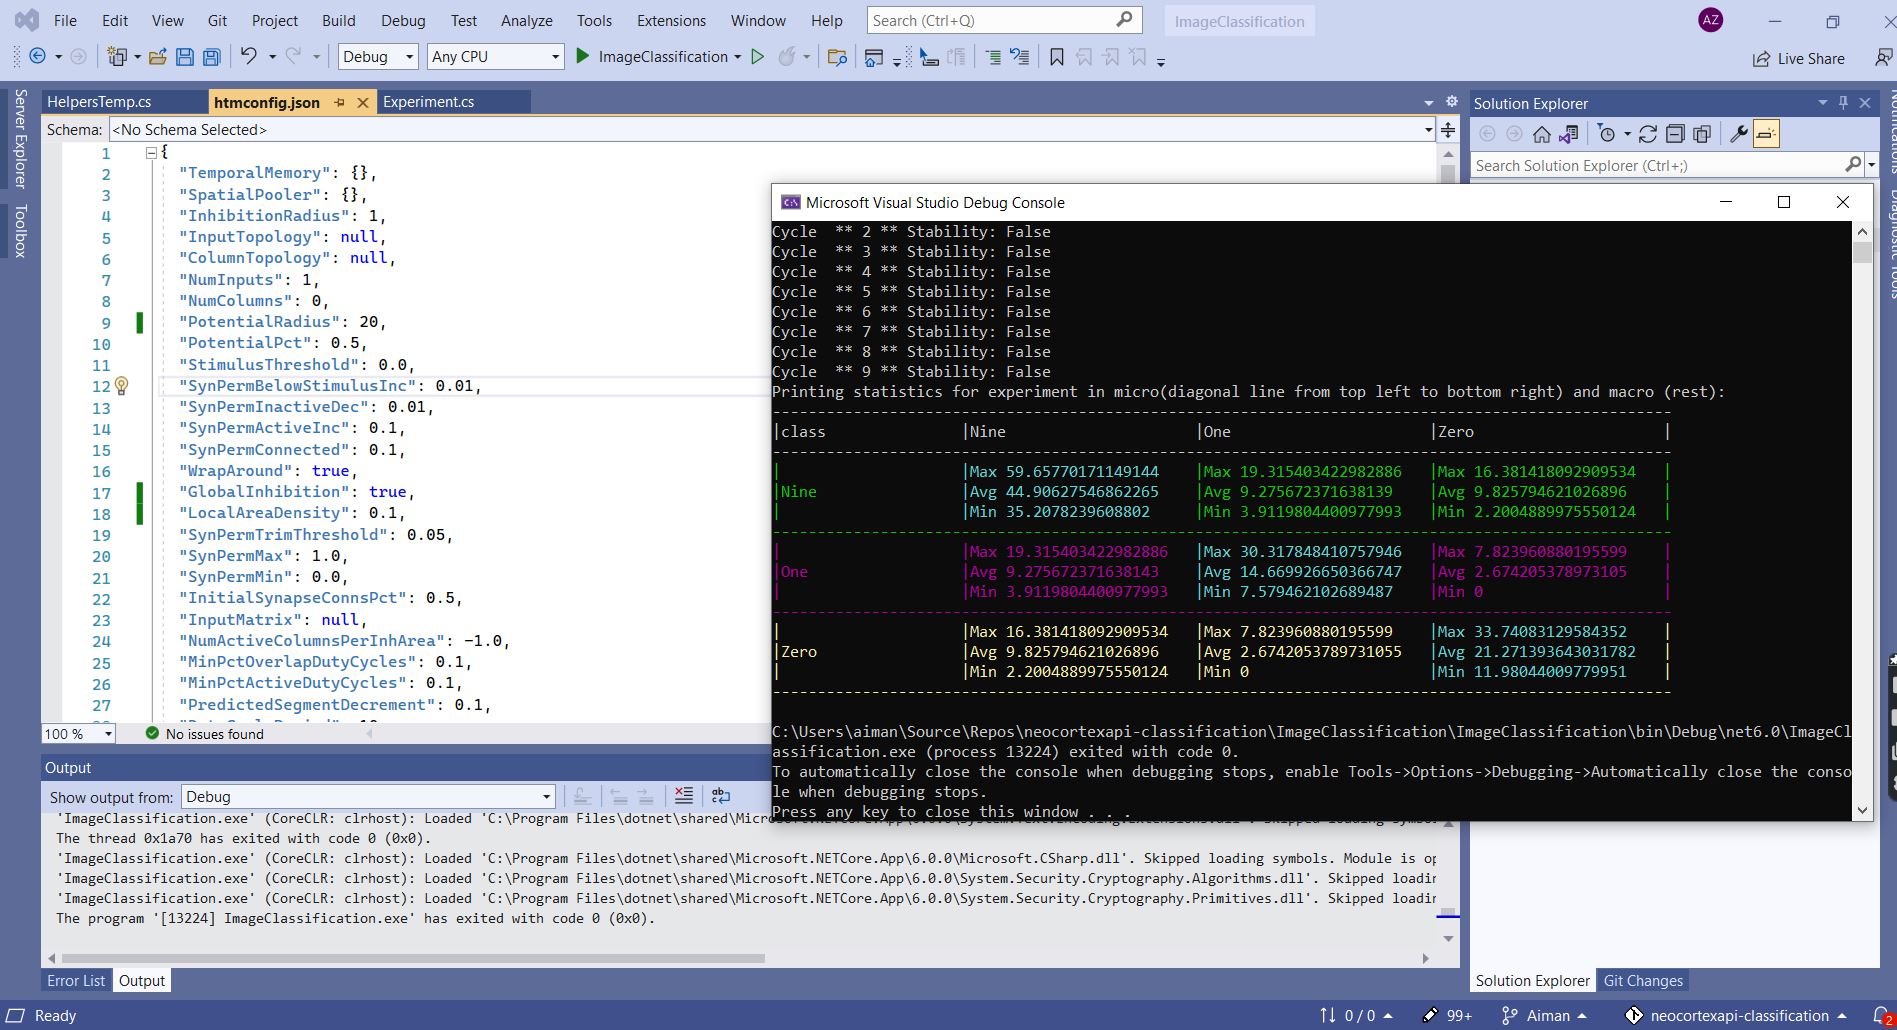 File Edit View Git Project Build Debug Test Analyze Tools Extensions Window Help Search (Ctrl+Q) ImageClassification AZ
Debug Any CPU ImageClassification Live Share
Server Explorer
Toolbox
HelpersTemp.cs htmconfig.json Experiment.cs
Schema: <No Schema Selected>
1 {
2 "TemporalMemory": {},
3 "SpatialPooler": {},
4 "InhibitionRadius": 1,
5 "InputTopology": null,
6 "ColumnTopology": null,
7 "NumInputs": 1,
8 "NumColumns": 0,
9 "PotentialRadius": 20,
10 "PotentialPct": 0.5,
11 "StimulusThreshold": 0.0,
12 "SynPermBelowStimulusInc": 0.01,
13 "SynPermInactiveDec": 0.01,
14 "SynPermActiveInc": 0.1,
15 "SynPermConnected": 0.1,
16 "WrapAround": true,
17 "GlobalInhibition": true,
18 "LocalAreaDensity": 0.1,
19 "SynPermTrimThreshold": 0.05,
20 "SynPermMax": 1.0,
21 "SynPermMin": 0.0,
22 "InitialSynapseConnsPct": 0.5,
23 "InputMatrix": null,
24 "NumActiveColumnsPerInhArea": -1.0,
25 "MinPctOverlapDutyCycles": 0.1,
26 "MinPctActiveDutyCycles": 0.1,
27 "PredictedSegmentDecrement": 0.1,
100 % No issues found
Microsoft Visual Studio Debug Console
Cycle ** 2 ** Stability: False
Cycle ** 3 ** Stability: False
Cycle ** 4 ** Stability: False
Cycle ** 5 ** Stability: False
Cycle ** 6 ** Stability: False
Cycle ** 7 ** Stability: False
Cycle ** 8 ** Stability: False
Cycle ** 9 ** Stability: False
Printing statistics for experiment in micro(diagonal line from top left to bottom right) and macro (rest):
|class |Nine |One |Zero |
| |Max 59.65770171149144 |Max 19.315403422982886 |Max 16.381418092909534 |
|Nine |Avg 44.90627546862265 |Avg 9.275672371638139 |Avg 9.825794621026896 |
| |Min 35.2078239608802 |Min 3.9119804400977993 |Min 2.2004889975550124 |
| |Max 19.315403422982886 |Max 30.317848410757946 |Max 7.823960880195599 |
|One |Avg 9.275672371638143 |Avg 14.669926650366747 |Avg 2.674205378973105 |
| |Min 3.9119804400977993 |Min 7.579462102689487 |Min 0 |
| |Max 16.381418092909534 |Max 7.823960880195599 |Max 33.74083129584352 |
|Zero |Avg 9.825794621026896 |Avg 2.6742053789731055 |Avg 21.271393643031782 |
| |Min 2.2004889975550124 |Min 0 |Min 11.98044009779951 |
C:\Users\aiman\Source\Repos\neocortexapi-classification\ImageClassification\ImageClassification\bin\Debug\net6.0\ImageCl
assification.exe (process 13224) exited with code 0.
To automatically close the console when debugging stops, enable Tools->Options->Debugging->Automatically close the conso
le when debugging stops.
Press any key to close this window . . .
Solution Explorer
Search Solution Explorer (Ctrl+;)
Notifications
Diagnostic Tools
Output
Show output from: Debug
'ImageClassification.exe' (CoreCLR: clrhost): Loaded 'C:\Program Files\dotnet\shared\Mic
The thread 0x1a70 has exited with code 0 (0x0).
'ImageClassification.exe' (CoreCLR: clrhost): Loaded 'C:\Program Files\dotnet\shared\Microsoft.NETCore.App\6.0.0\Microsoft.CSharp.dll'. Skipped loading symbols. Module is op
'ImageClassification.exe' (CoreCLR: clrhost): Loaded 'C:\Program Files\dotnet\shared\Microsoft.NETCore.App\6.0.0\System.Security.Cryptography.Algorithms.dll'. Skipped loadin
'ImageClassification.exe' (CoreCLR: clrhost): Loaded 'C:\Program Files\dotnet\shared\Microsoft.NETCore.App\6.0.0\System.Security.Cryptography.Primitives.dll'. Skipped loadin
The program '[13224] ImageClassification.exe' has exited with code 0 (0x0).
Error List Output
Solution Explorer Git Changes
Ready 0 / 0 99+ Aiman neocortexapi-classification 2